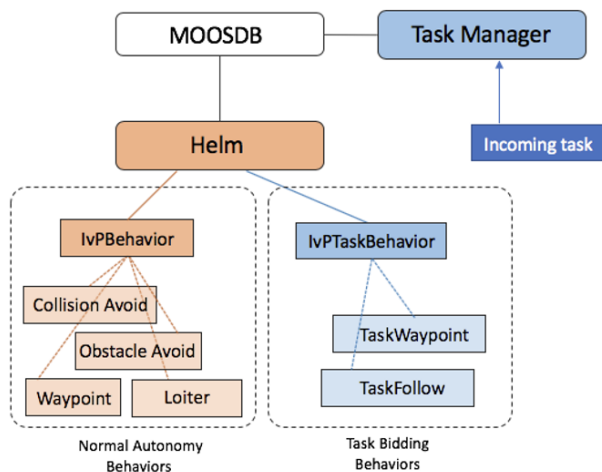 MOOSDB
Task Manager
Helm
Incoming task
IvPBehavior
IvPTaskBehavior
Collision Avoid
Obstacle Avoid
Waypoint
Loiter
TaskWaypoint
TaskFollow
Normal Autonomy
Behaviors
Task Bidding
Behaviors